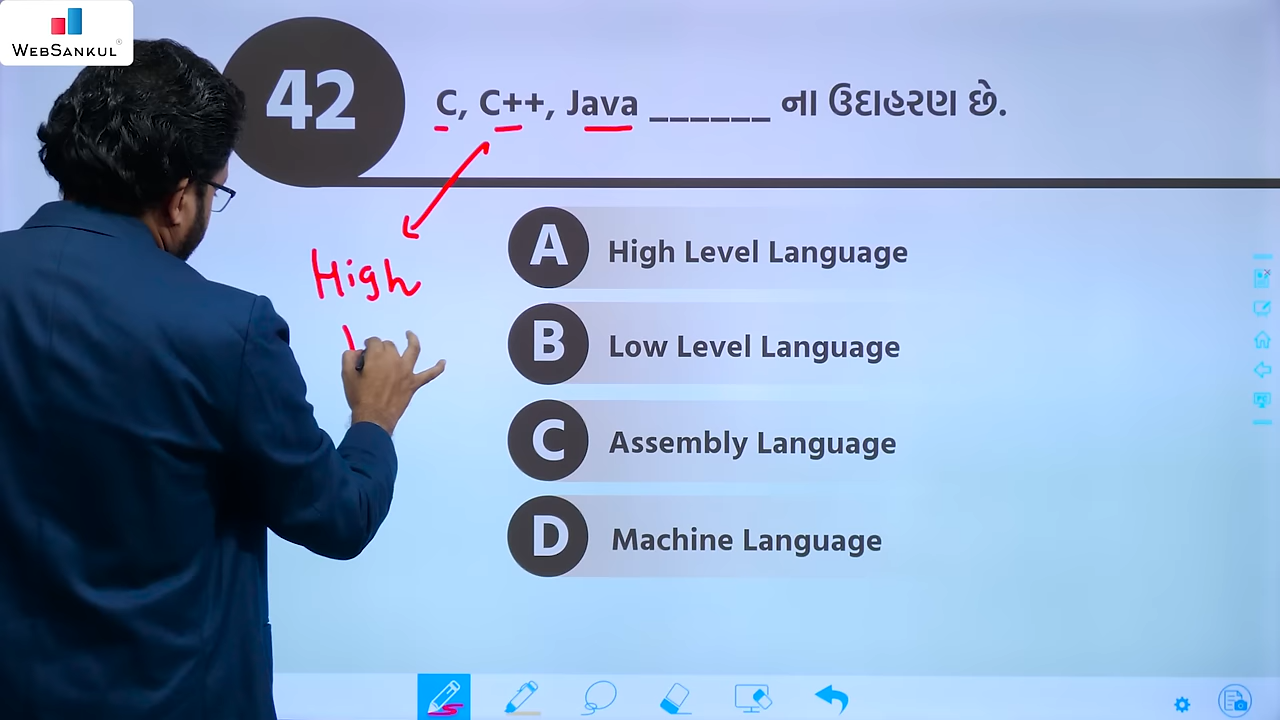 WEBSANKUL
42
C, C++, Java ______ ના ઉદાહરણ છે.
High
A High Level Language
B Low Level Language
C Assembly Language
D Machine Language